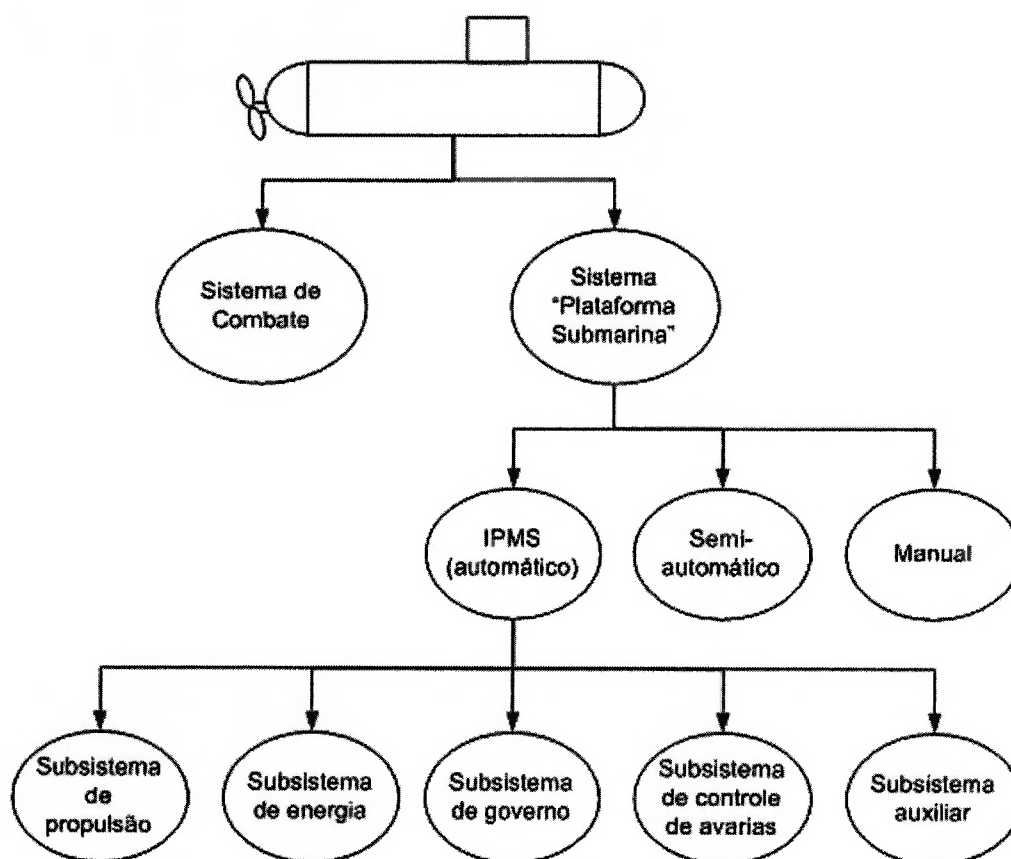 Sistema de
Combate
Sistema
"Plataforma
Submarina"
IPMS
(automático)
Semi-
automático
Manual
Subsistema
de
propulsão
Subsistema
de energia
Subsistema
de governo
Subsistema
de controle
de avarias
Subsistema
auxiliar